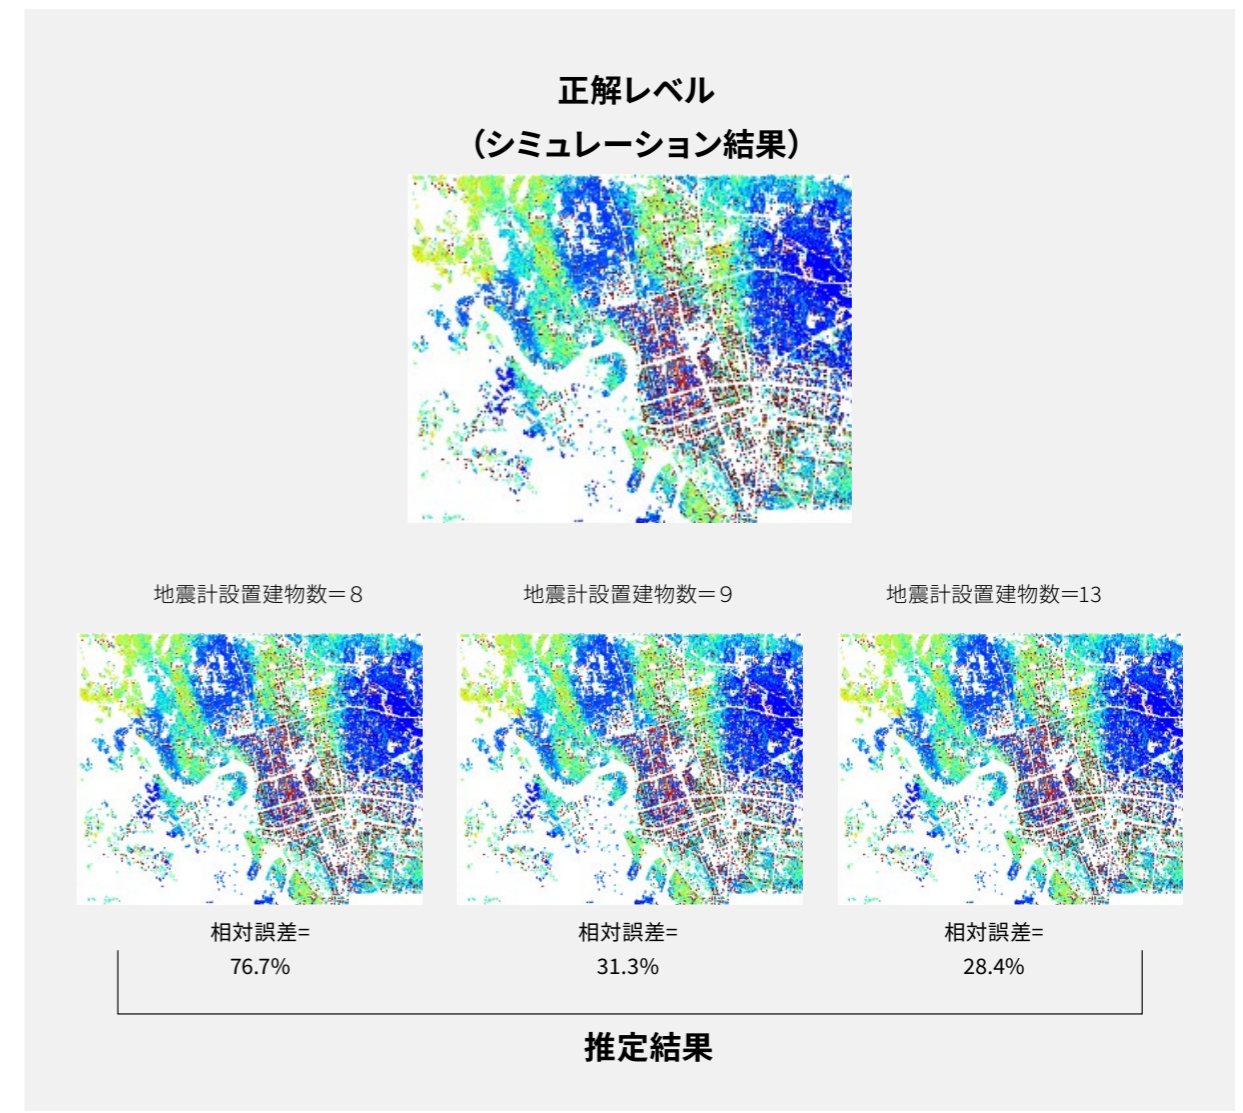 正解レベル
（シミュレーション結果）
地震計設置建物数＝８
地震計設置建物数＝９
地震計設置建物数＝13
相対誤差=
76.7%
相対誤差=
31.3%
相対誤差=
28.4%
推定結果